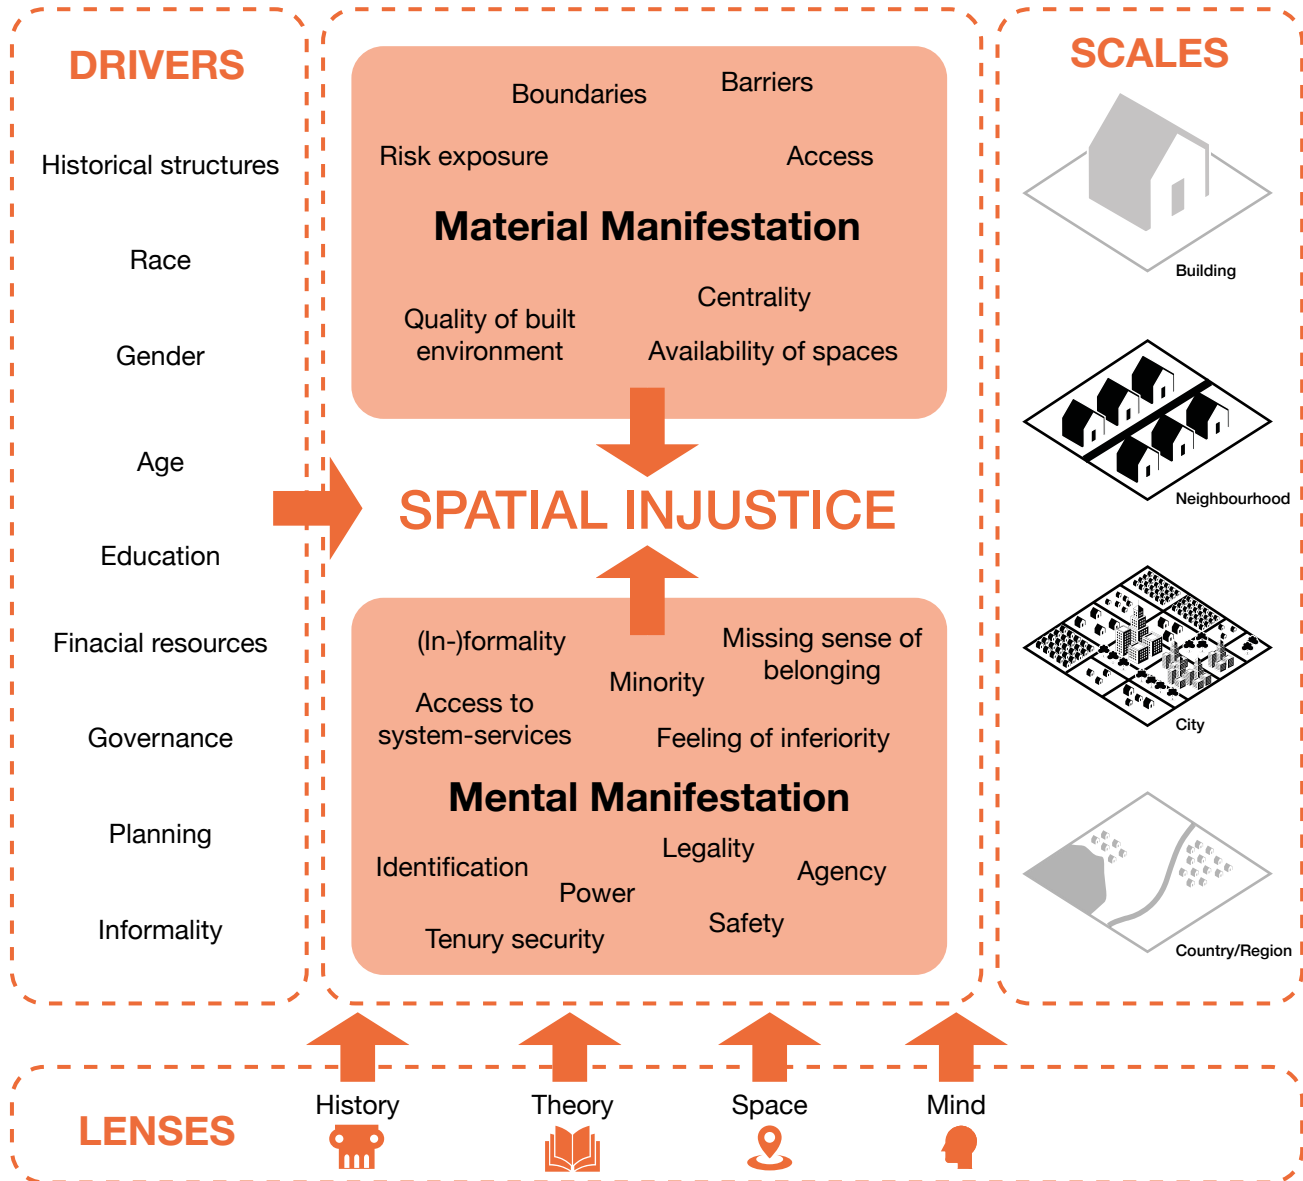 DRIVERS
Historical structures
Race
Gender
Age
Education
Finacial resources
Governance
Planning
Informality
Boundaries
Barriers
Risk exposure
Access
Material Manifestation
Centrality
Quality of built
environment
Availability of spaces
SPATIAL INJUSTICE
(In-)formality
Missing sense of
belonging
Minority
Access to
system-services
Feeling of inferiority
Mental Manifestation
Legality
Identification
Agency
Power
Safety
Tenury security
SCALES
Building
Neighbourhood
City
Country/Region
LENSES
History
Theory
Space
Mind